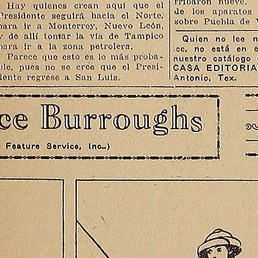 Hay quienes crean aquí que el
Presidente seguirá hacia el Norte,
para ir a Monterrey, Nuevo León,
y de allí tomar la vía de Tampico
para ir a la zona petrolera.
Parece que esto es lo más proba-
ble, pues no se cree que el Presi-
dente regrese a San Luis.
rribaron nueve.
de los aparatos
sobre Puebla de
Quien no lee n
no está en e
nuestro catálogo
CASA EDITORIA
Antonio, Tex.
ce Burroughs
Feature Service, Inc.)